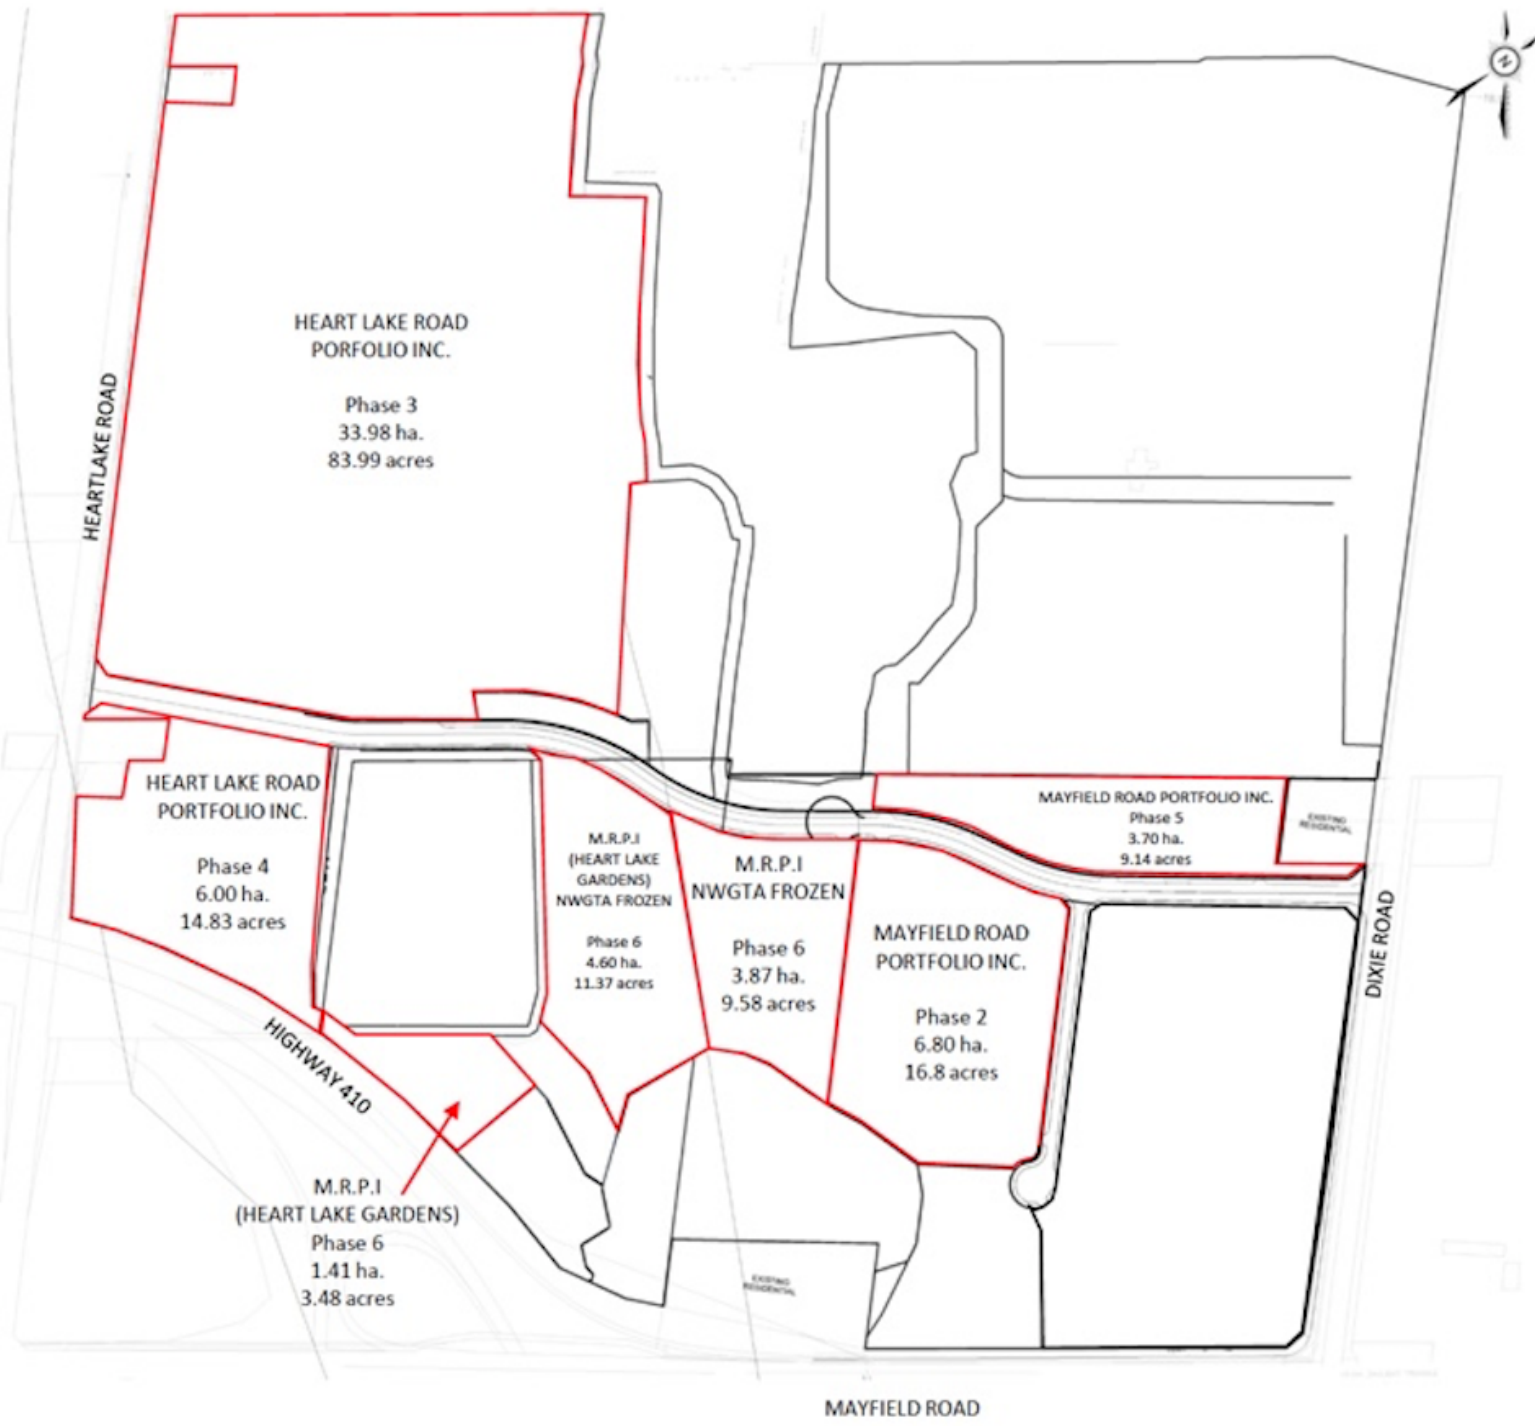 N
HEART LAKE ROAD
PORFOLIO INC.
Phase 3
33.98 ha.
83.99 acres
HEARTLAKE ROAD
HEART LAKE ROAD
PORTFOLIO INC.
Phase 4
6.00 ha.
14.83 acres
M.R.P.I
(HEART LAKE
GARDENS)
NWGTA FROZEN
Phase 6
4.60 ha.
11.37 acres
M.R.P.I
NWGTA FROZEN
Phase 6
3.87 ha.
9.58 acres
MAYFIELD ROAD
PORTFOLIO INC.
Phase 2
6.80 ha.
16.8 acres
MAYFIELD ROAD PORTFOLIO INC.
Phase 5
3.70 ha.
9.14 acres
EXISTING
RESIDENTIAL
DIXIE ROAD
HIGHWAY 410
M.R.P.I
(HEART LAKE GARDENS)
Phase 6
1.41 ha.
3.48 acres
EXISTING
RESIDENTIAL
MAYFIELD ROAD